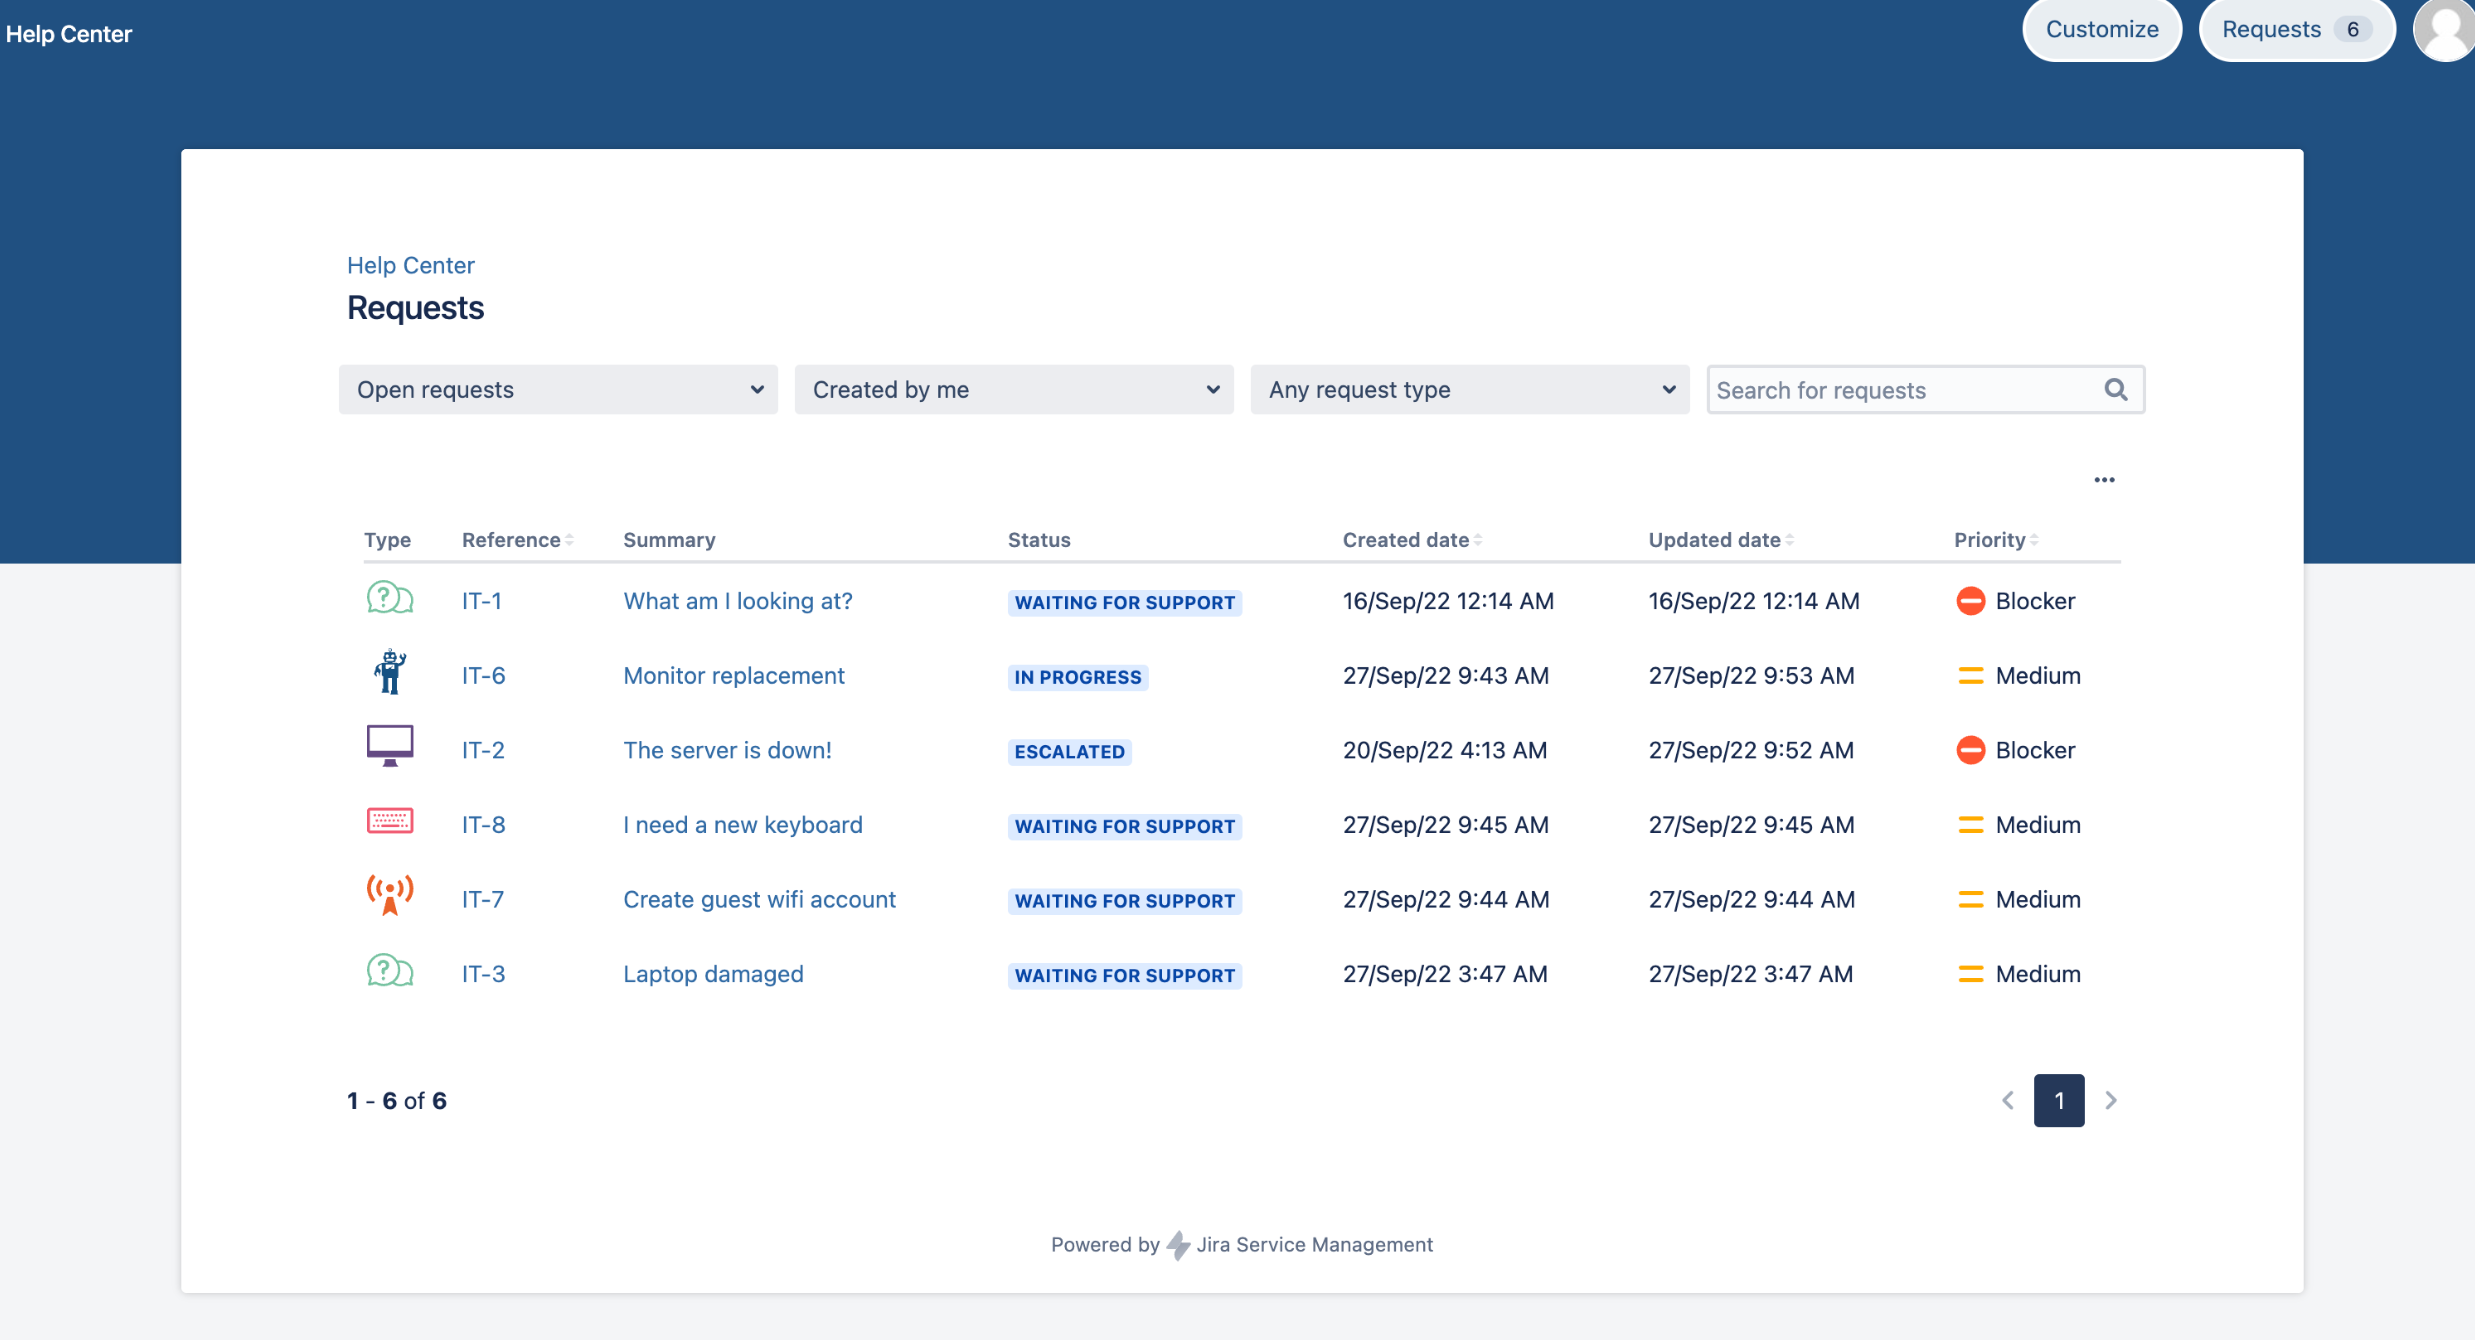 Help Center
Customize
Requests 6
Help Center
Requests
Open requests
Created by me
Any request type
Search for requests
Type Reference Summary Status Created date Updated date Priority
IT-1 What am I looking at? WAITING FOR SUPPORT 16/Sep/22 12:14 AM 16/Sep/22 12:14 AM Blocker
IT-6 Monitor replacement IN PROGRESS 27/Sep/22 9:43 AM 27/Sep/22 9:53 AM Medium
IT-2 The server is down! ESCALATED 20/Sep/22 4:13 AM 27/Sep/22 9:52 AM Blocker
IT-8 I need a new keyboard WAITING FOR SUPPORT 27/Sep/22 9:45 AM 27/Sep/22 9:45 AM Medium
IT-7 Create guest wifi account WAITING FOR SUPPORT 27/Sep/22 9:44 AM 27/Sep/22 9:44 AM Medium
IT-3 Laptop damaged WAITING FOR SUPPORT 27/Sep/22 3:47 AM 27/Sep/22 3:47 AM Medium
1 - 6 of 6
1
Powered by Jira Service Management